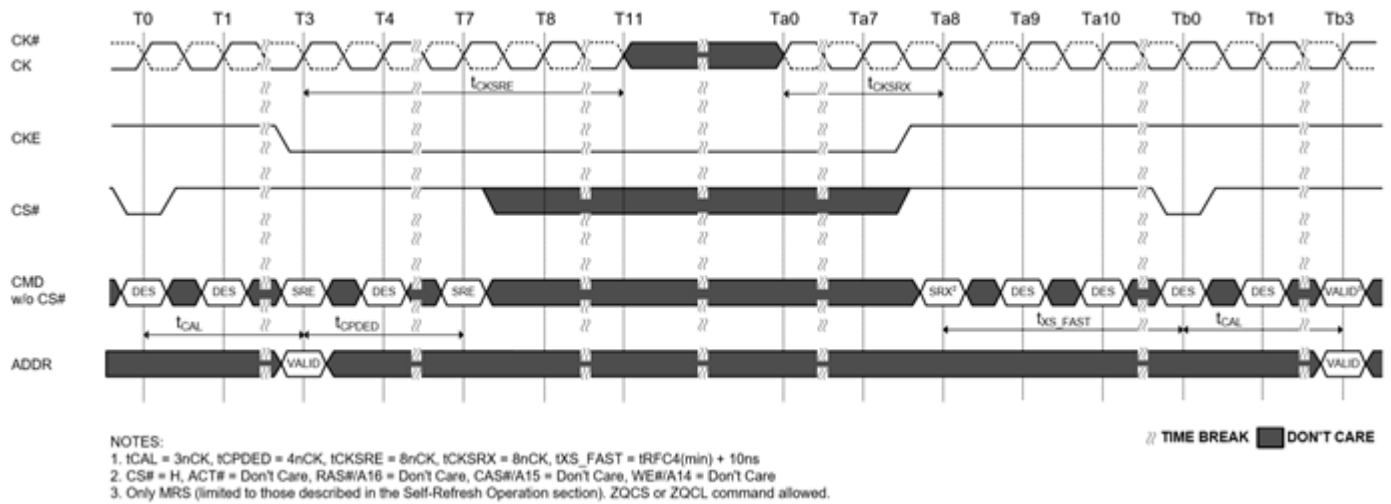 T0 T1 T3 T4 T7 T8 T11 Ta0 Ta7 Ta8 Ta9 Ta10 Tb0 Tb1 Tb3
CK#
CK
tCKSRE tCKSRX
CKE
CS#
CMD
w/o CS#
DES DES SRE DES SRE SRX² DES DES DES DES VALID³
tCAL tCPDED tXS_FAST tCAL
ADDR
VALID VALID
TIME BREAK DON'T CARE
NOTES:
1. tCAL = 3nCK, tCPDED = 4nCK, tCKSRE = 8nCK, tCKSRX = 8nCK, tXS_FAST = tRFC4(min) + 10ns
2. CS# = H, ACT# = Don't Care, RAS#/A16 = Don't Care, CAS#/A15 = Don't Care, WE#/A14 = Don't Care
3. Only MRS (limited to those described in the Self-Refresh Operation section). ZQCS or ZQCL command allowed.